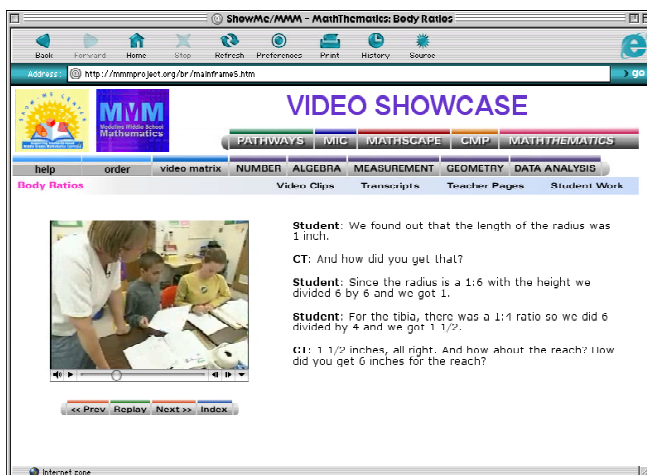 ShowMe/MMM - MathThematics: Body Ratios
Back Forward Home Stop Refresh Preferences Print History Source
Address: http://mmmproject.org/br/mainframeS.htm go
VIDEO SHOWCASE
SHOW-ME CENTER
MMM
Modeling Middle School
Mathematics
PATHWAYS MIC MATHSCAPE CMP MATHTHEMATICS
help order video matrix NUMBER ALGEBRA MEASUREMENT GEOMETRY DATA ANALYSIS
Body Ratios Video Clips Transcripts Teacher Pages Student Work
Student: We found out that the length of the radius was
1 inch.
CT: And how did you get that?
Student: Since the radius is a 1:6 with the height we
divided 6 by 6 and we got 1.
Student: For the tibia, there was a 1:4 ratio so we did 6
divided by 4 and we got 1 1/2.
CT: 1 1/2 inches, all right. And how about the reach? How
did you get 6 inches for the reach?
<< Prev Replay Next >> Index
Internet zone